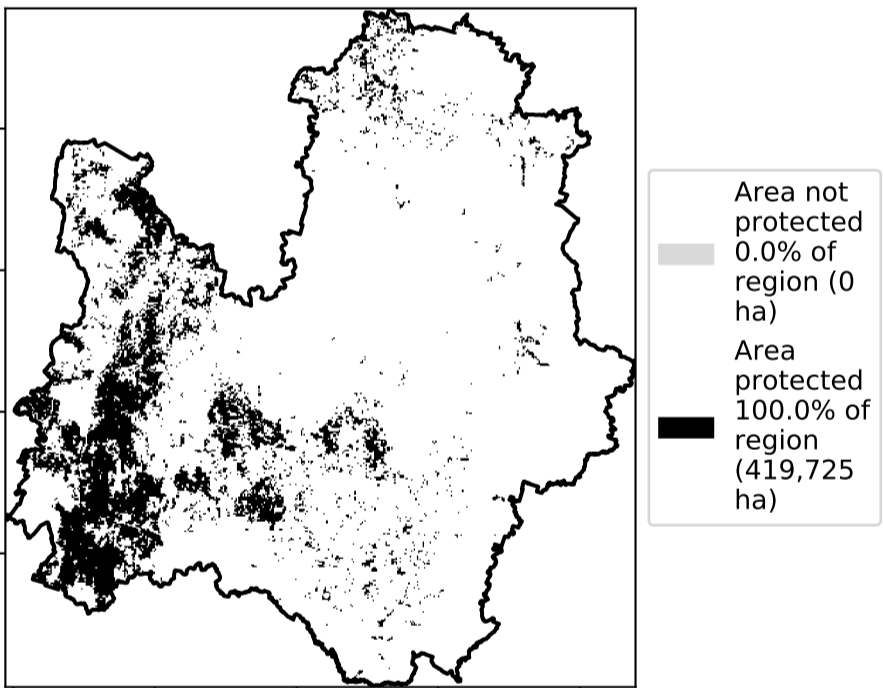 Area not
protected
0.0% of
region (0
ha)
Area
protected
100.0% of
region
(419,725
ha)